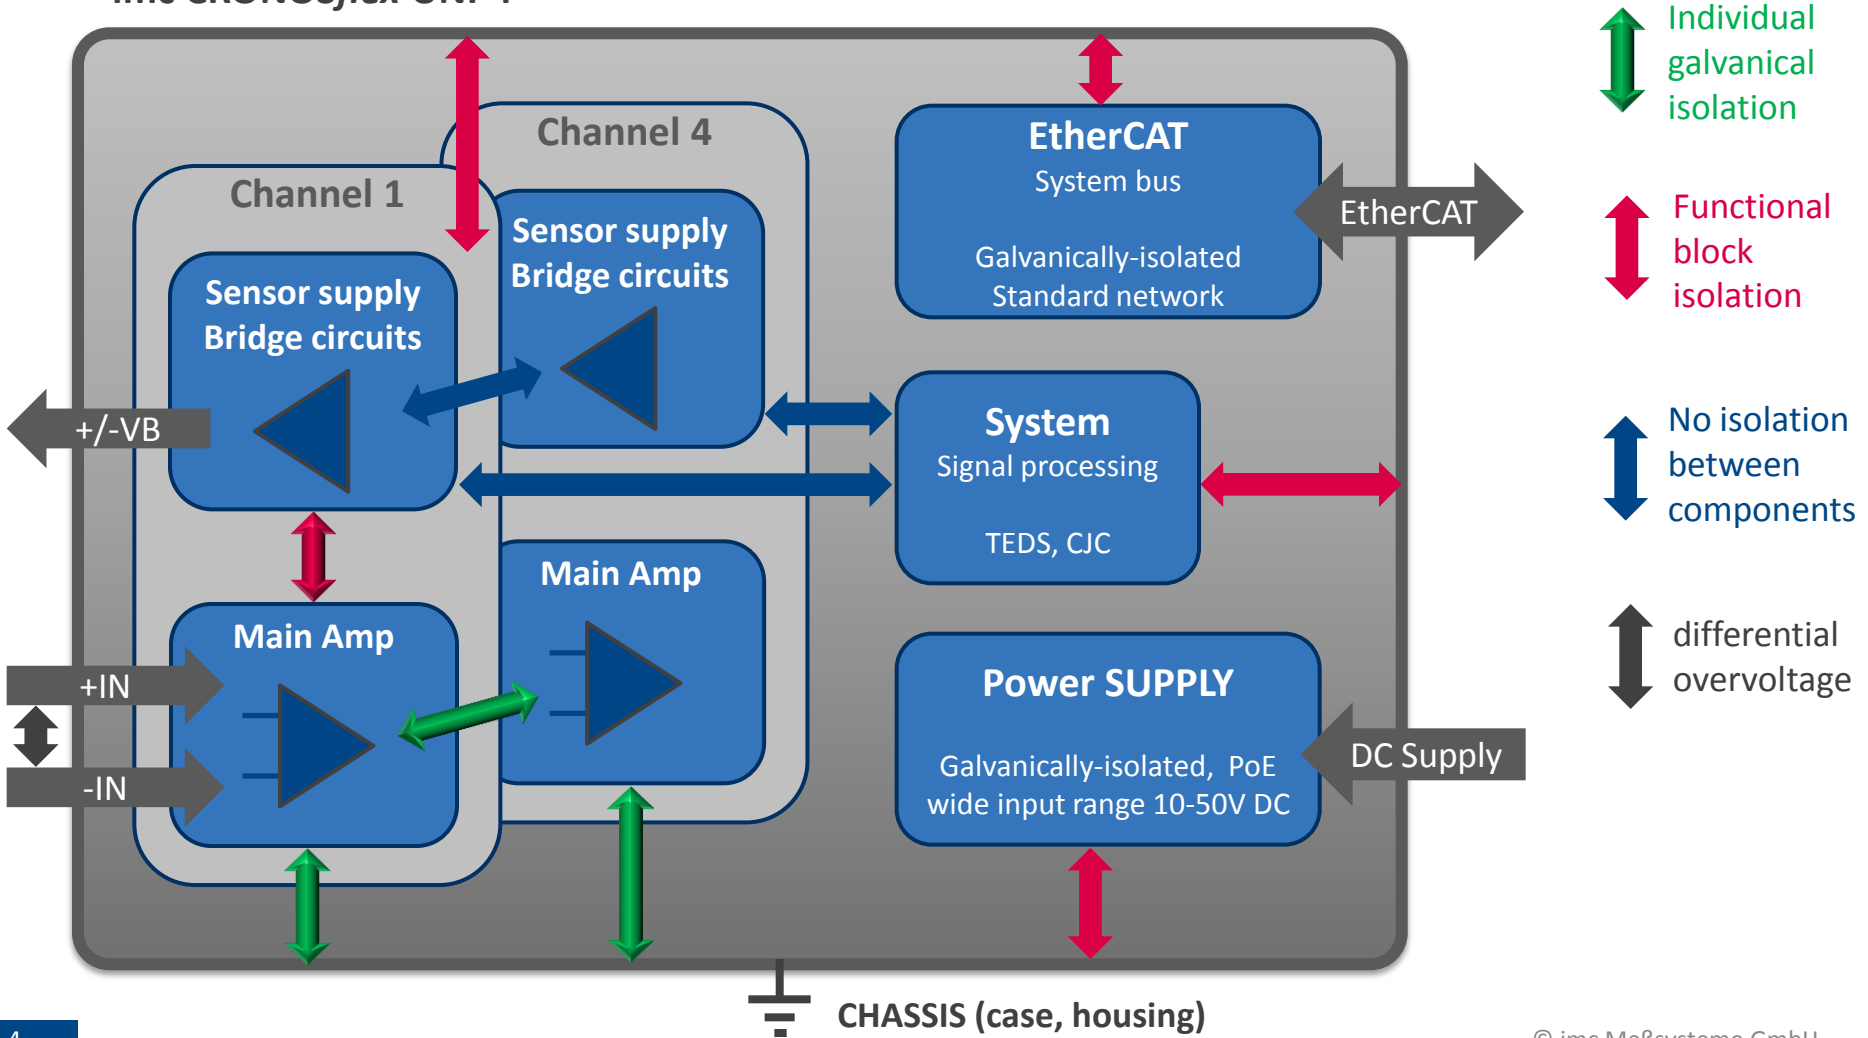 Channel 4
Channel 1
Sensor supply
Bridge circuits
Sensor supply
Bridge circuits
+/-VB
Main Amp
Main Amp
+IN
-IN
EtherCAT
System bus
Galvanically-isolated
Standard network
EtherCAT
System
Signal processing
TEDS, CJC
Power SUPPLY
Galvanically-isolated, PoE
wide input range 10-50V DC
DC Supply
CHASSIS (case, housing)
Individual
galvanical
isolation
Functional
block
isolation
No isolation
between
components
differential
overvoltage
© imc Meßsysteme GmbH